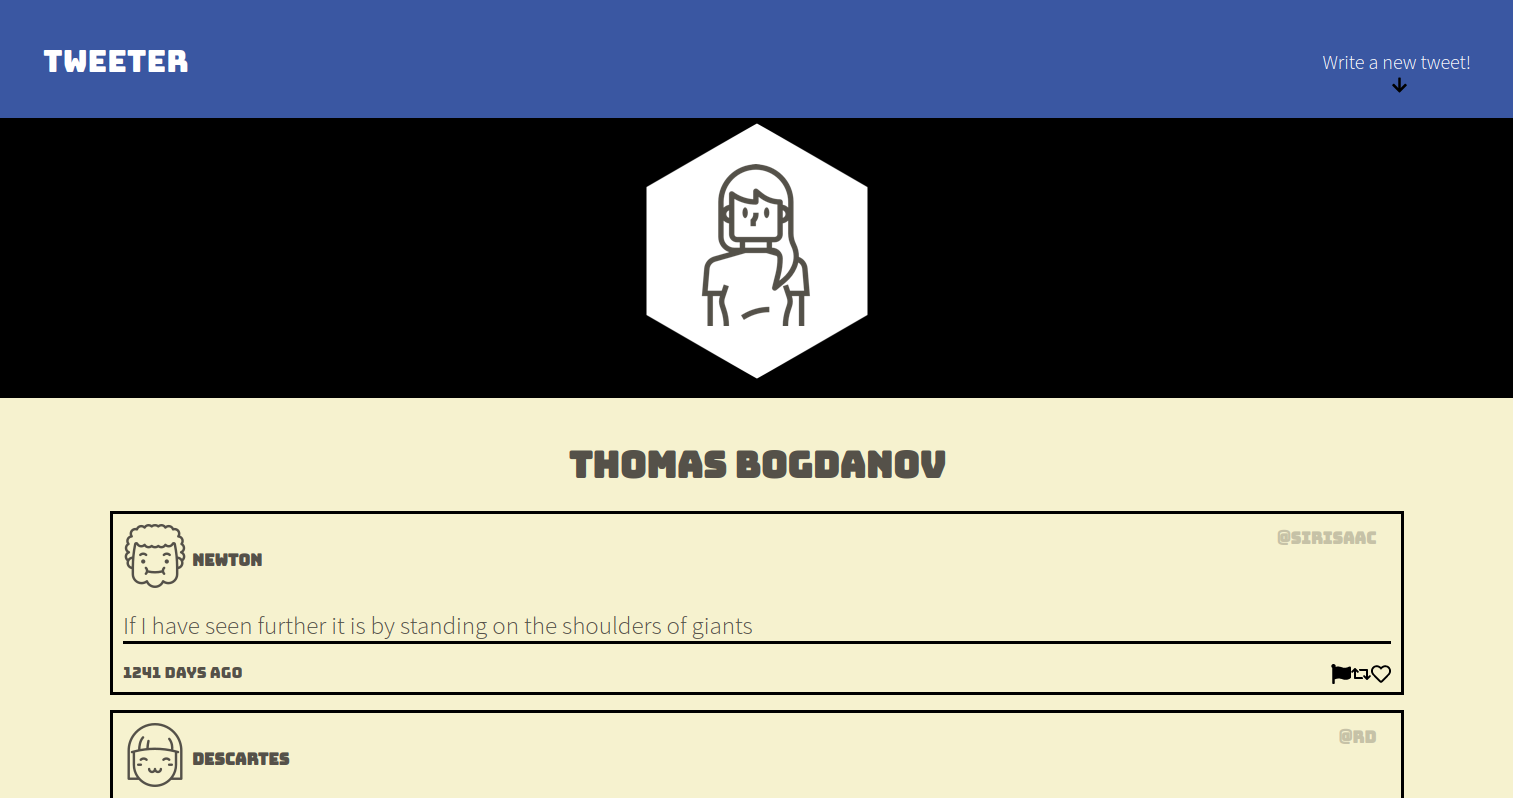 TWEETER
Write a new tweet!
THOMAS BOGDANOV
NEWTON
@SIRISAAC
If I have seen further it is by standing on the shoulders of giants
1241 DAYS AGO
DESCARTES
@RD